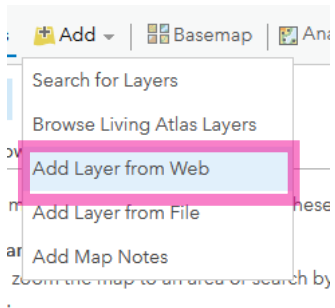 Add Basemap
Search for Layers
Browse Living Atlas Layers
Add Layer from Web
Add Layer from File
Add Map Notes
zoom the map to an area or search by